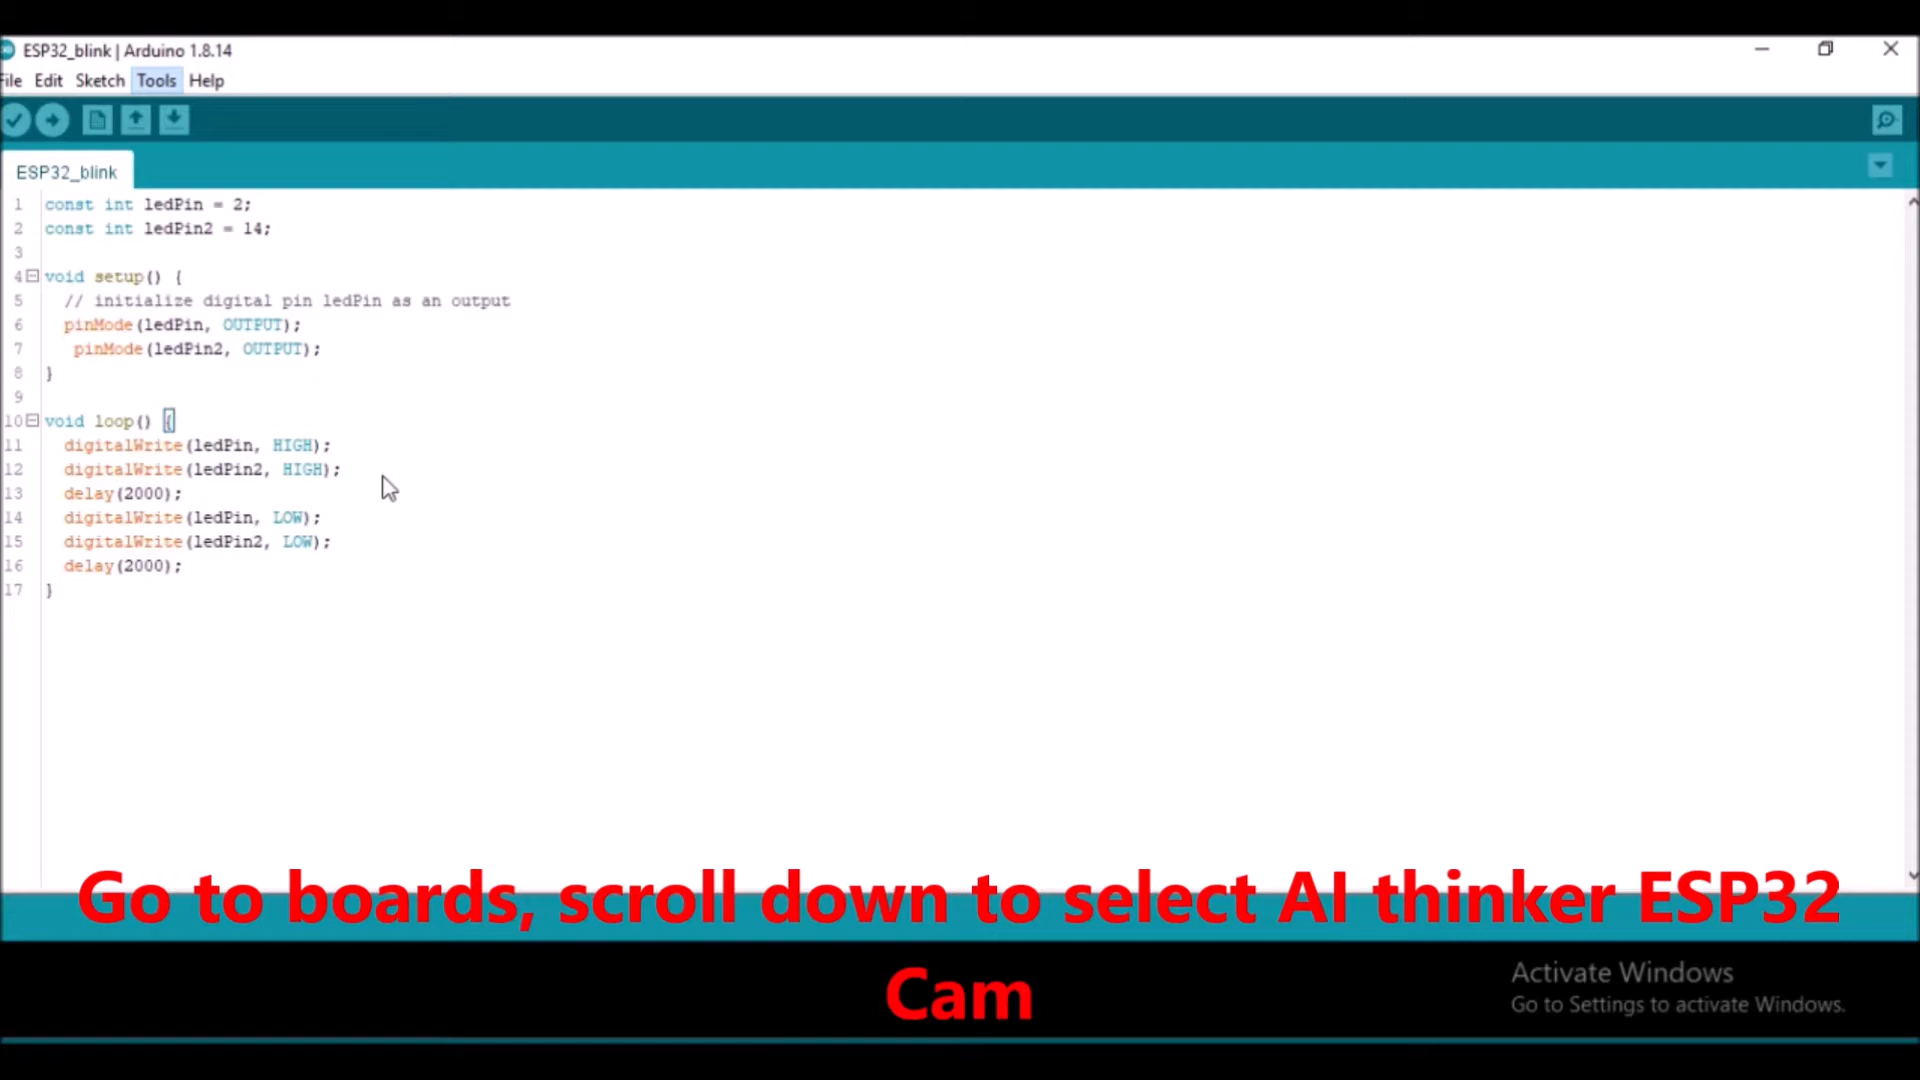 ESP32_blink | Arduino 1.8.14
File Edit Sketch Tools Help
ESP32_blink
1 const int ledPin = 2;
2 const int ledPin2 = 14;
3
4 void setup() {
5   // initialize digital pin ledPin as an output
6   pinMode(ledPin, OUTPUT);
7    pinMode(ledPin2, OUTPUT);
8 }
9
10 void loop() {
11   digitalWrite(ledPin, HIGH);
12   digitalWrite(ledPin2, HIGH);
13   delay(2000);
14   digitalWrite(ledPin, LOW);
15   digitalWrite(ledPin2, LOW);
16   delay(2000);
17 }
Go to boards, scroll down to select AI thinker ESP32
Cam
Activate Windows
Go to Settings to activate Windows.